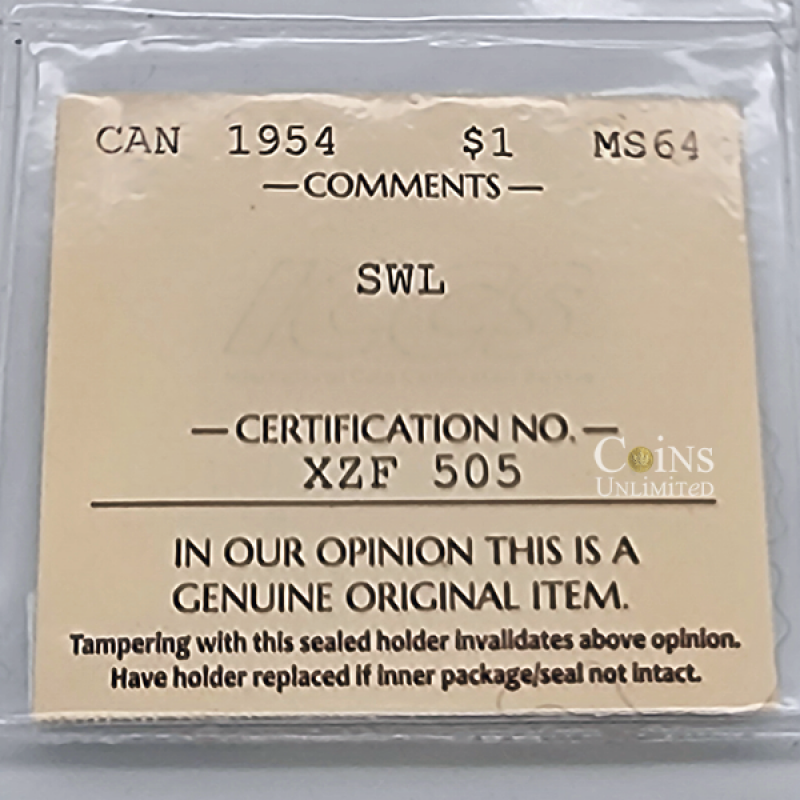 CAN 1954 $1 MS64
—COMMENTS—
SWL
ICCS
—CERTIFICATION NO.—
XZF 505
Coins
UNLIMITED
IN OUR OPINION THIS IS A
GENUINE ORIGINAL ITEM.
Tampering with this sealed holder invalidates above opinion.
Have holder replaced if inner package/seal not intact.